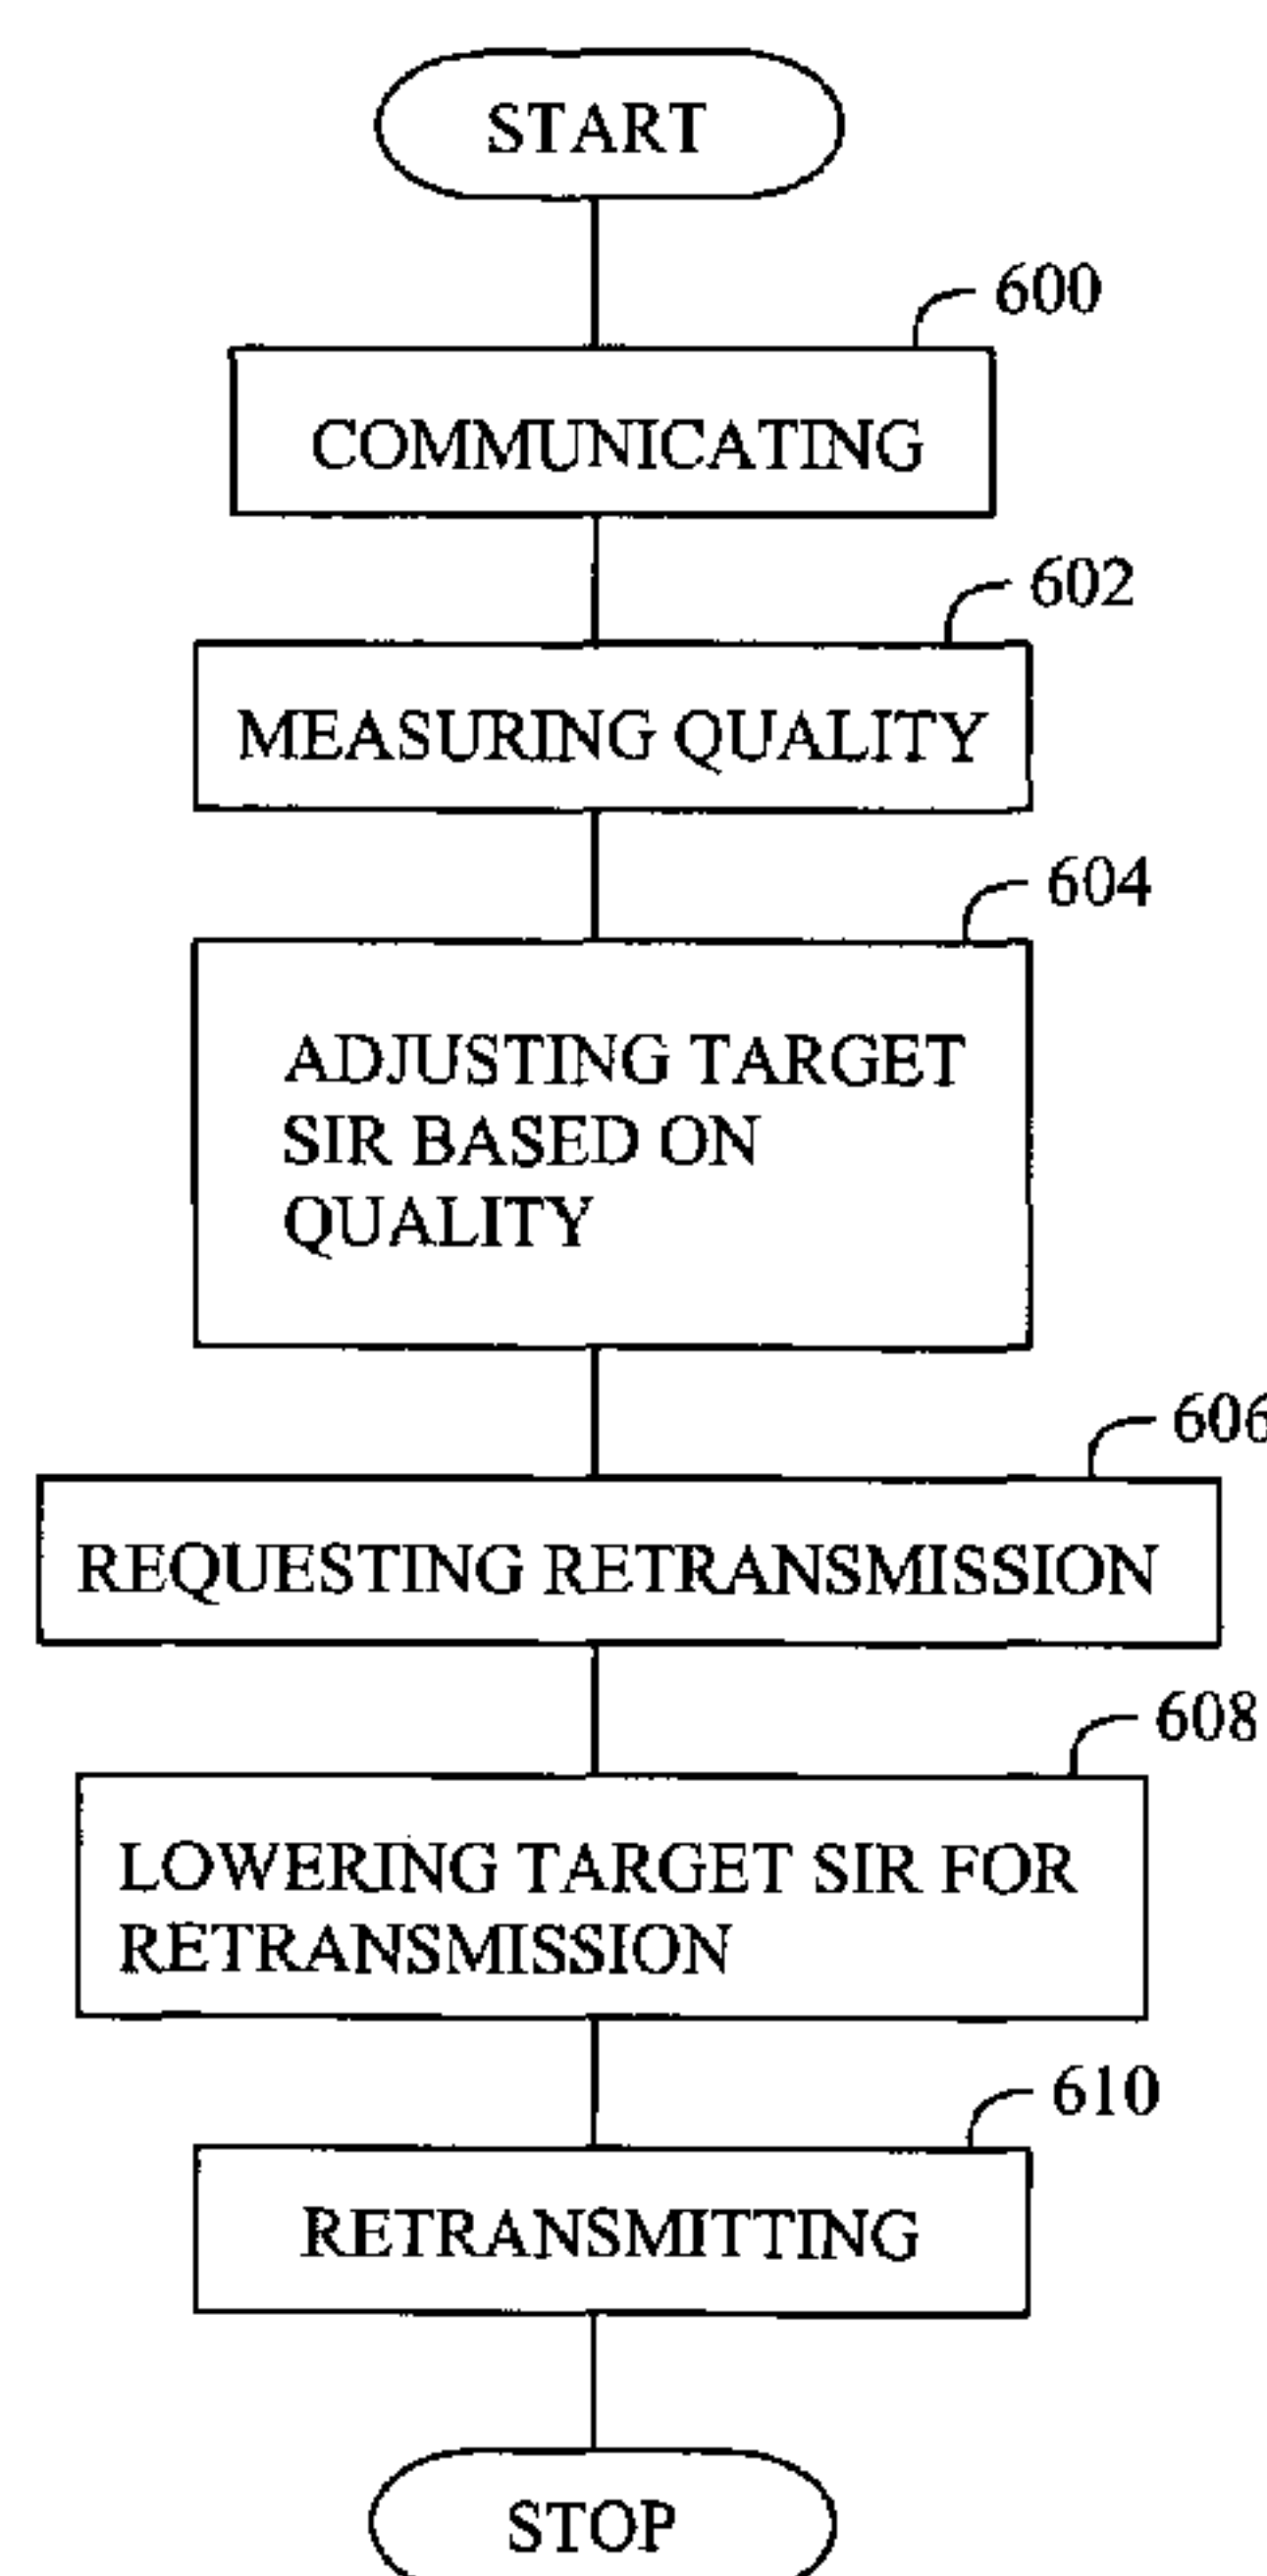 START
600
COMMUNICATING
602
MEASURING QUALITY
604
ADJUSTING TARGET
SIR BASED ON
QUALITY
606
REQUESTING RETRANSMISSION
608
LOWERING TARGET SIR FOR
RETRANSMISSION
610
RETRANSMITTING
STOP